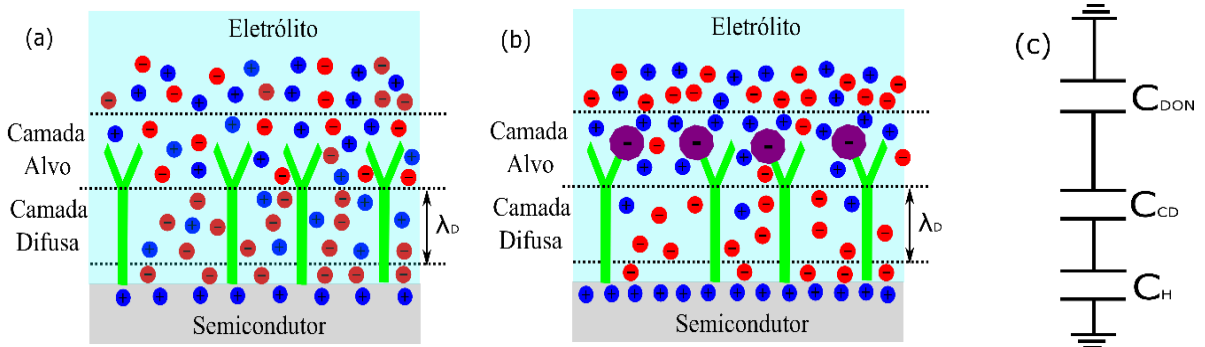 (a)
Eletrólito
Camada
Alvo
Camada
Difusa
λD
Semicondutor
(b)
Eletrólito
Camada
Alvo
Camada
Difusa
λD
Semicondutor
(c)
CDON
CCD
CH